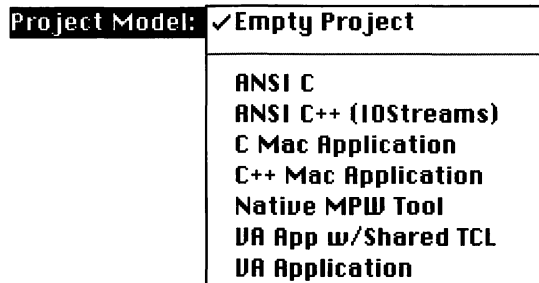 Project Model: ✓Empty Project
ANSI C
ANSI C++ (IOStreams)
C Mac Application
C++ Mac Application
Native MPW Tool
VA App w/Shared TCL
VA Application